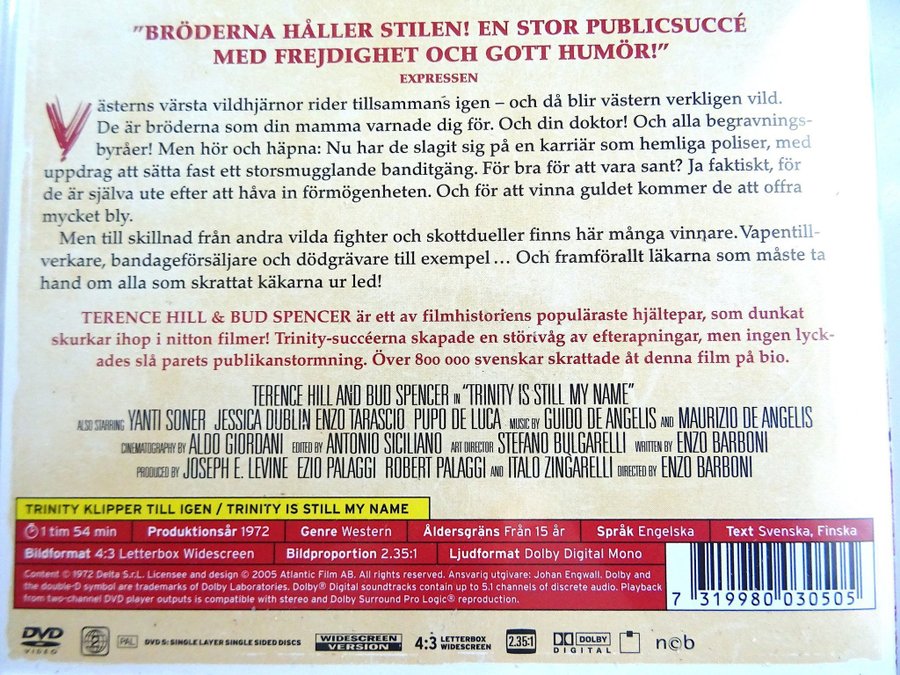 ”BRÖDERNA HÅLLER STILEN! EN STOR PUBLICSUCCÉ
MED FREJDIGHET OCH GOTT HUMÖR!”
EXPRESSEN
Västerns värsta vildhjärnor rider tillsammans igen – och då blir västern verkligen vild.
De är bröderna som din mamma varnade dig för. Och din doktor! Och alla begravnings-
byråer! Men hör och häpna: Nu har de slagit sig på en karriär som hemliga poliser, med
uppdrag att sätta fast ett storsmugglande banditgäng. För bra för att vara sant? Ja faktiskt, för
de är själva ute efter att håva in förmögenheten. Och för att vinna guldet kommer de att offra
mycket bly.
Men till skillnad från andra vilda fighter och skottdueller finns här många vinnare. Vapentill-
verkare, bandageförsäljare och dödgrävare till exempel ... Och framförallt läkarna som måste ta
hand om alla som skrattat käkarna ur led!
TERENCE HILL & BUD SPENCER är ett av filmhistoriens populäraste hjältepar, som dunkat
skurkar ihop i nitton filmer! Trinity-succéerna skapade en störivåg av efterapningar, men ingen lyck-
ades slå parets publikanstormning. Över 800 000 svenskar skrattade åt denna film på bio.
TERENCE HILL AND BUD SPENCER IN "TRINITY IS STILL MY NAME"
ALSO STARRING YANTI SONER JESSICA DUBLIN ENZO TARASCIO PUPO DE LUCA MUSIC BY GUIDO DE ANGELIS AND MAURIZIO DE ANGELIS
CINEMATOGRAPHY BY ALDO GIORDANI EDITED BY ANTONIO SICILIANO ART DIRECTOR STEFANO BULGARELLI WRITTEN BY ENZO BARBONI
PRODUCED BY JOSEPH E. LEVINE EZIO PALAGGI ROBERT PALAGGI AND ITALO ZINGARELLI DIRECTED BY ENZO BARBONI
TRINITY KLIPPER TILL IGEN / TRINITY IS STILL MY NAME
1 tim 54 min Produktionsår 1972 Genre Western Åldersgräns Från 15 år Språk Engelska Text Svenska, Finska
Bildformat 4:3 Letterbox Widescreen Bildproportion 2.35:1 Ljudformat Dolby Digital Mono
Content © 1972 Delta S.r.L. Licensee and design © 2005 Atlantic Film AB. All rights reserved. Ansvarig utgivare: Johan Engwall. Dolby and
the double-D symbol are trademarks of Dolby Laboratories. Dolby® Digital soundtracks contain up to 5.1 channels of discrete audio. Playback
from two-channel DVD player outputs is compatible with stereo and Dolby Surround Pro Logic® reproduction.
7 319980 030505
DVD VIDEO 2 PAL DVD 5: SINGLE LAYER SINGLE SIDED DISCS WIDESCREEN VERSION 4:3 LETTERBOX WIDESCREEN 2.35:1 DOLBY DIGITAL ncb